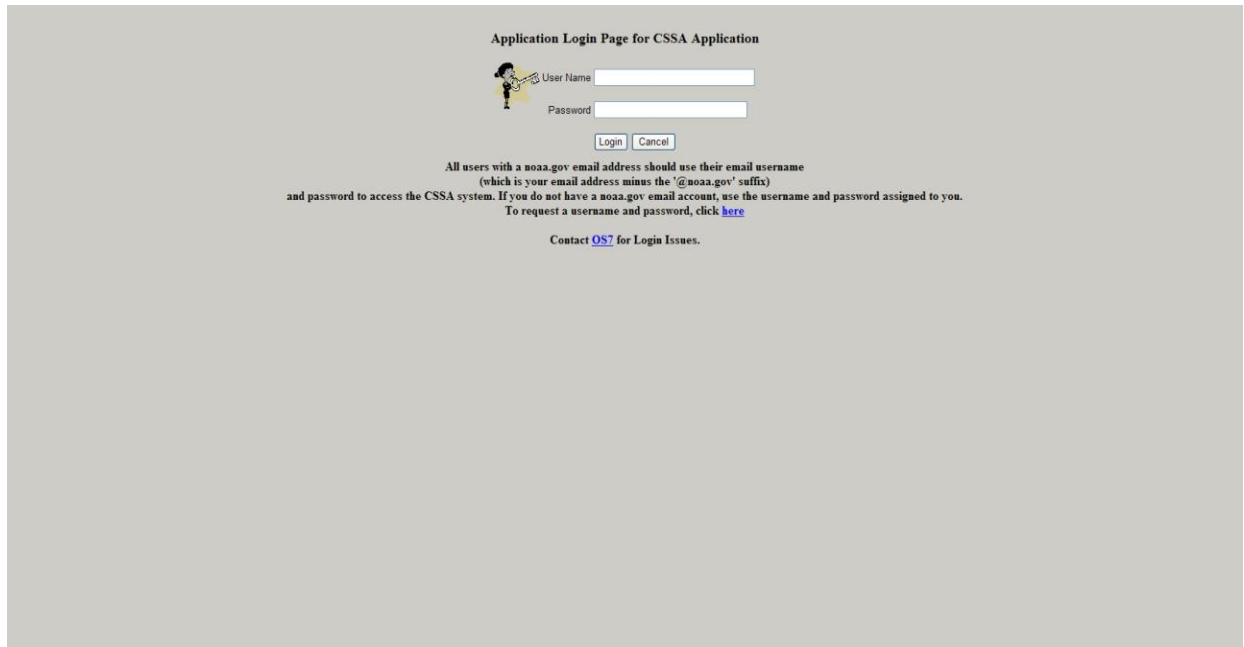 Application Login Page for CSSA Application
User Name
Password
Login Cancel
All users with a noaa.gov email address should use their email username
(which is your email address minus the '@noaa.gov' suffix)
and password to access the CSSA system. If you do not have a noaa.gov email account, use the username and password assigned to you.
To request a username and password, click here
Contact OS7 for Login Issues.